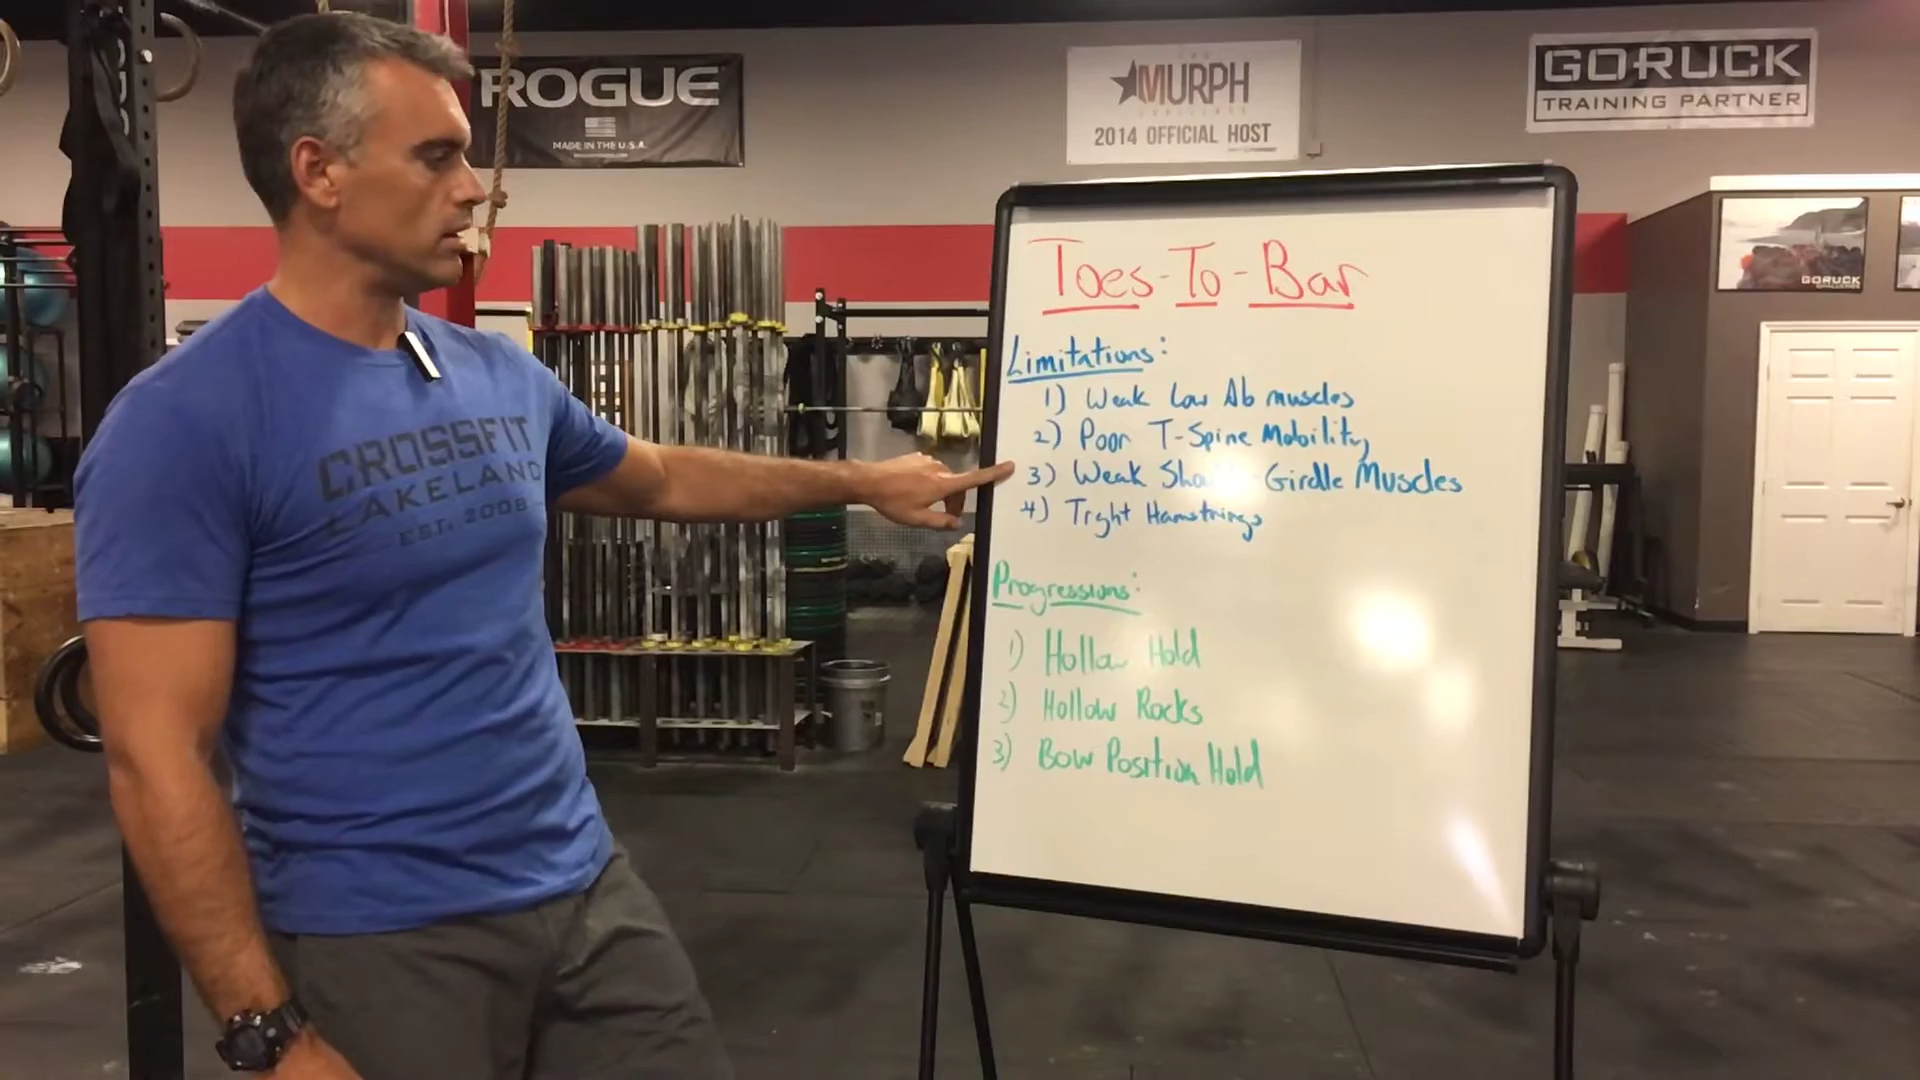 ROGUE
MADE IN THE U.S.A.
MURPH
2014 OFFICIAL HOST
GORUCK
TRAINING PARTNER
GORUCK
CROSSFIT
LAKELAND
EST. 2008
Toes-To-Bar
Limitations:
1) Weak Low Ab muscles
2) Poor T-Spine Mobility
3) Weak Girdle Muscles
4) Tight Hamstrings
Progressions:
1) Hollow Hold
2) Hollow Rocks
3) Bow Position Hold